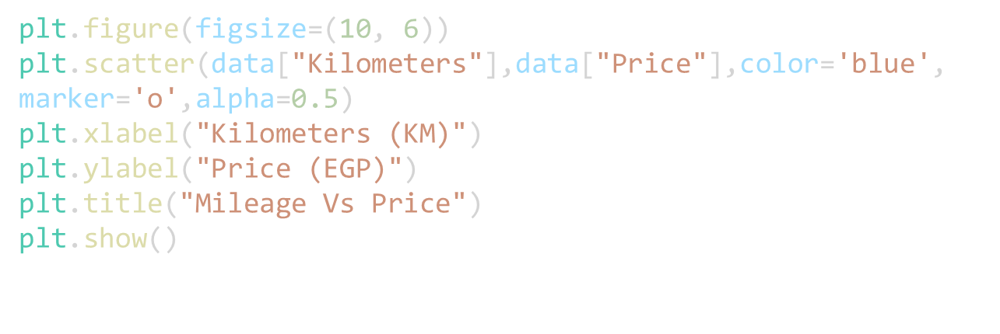 plt.figure(figsize=(10, 6))
plt.scatter(data["Kilometers"],data["Price"],color='blue',
marker='o',alpha=0.5)
plt.xlabel("Kilometers (KM)")
plt.ylabel("Price (EGP)")
plt.title("Mileage Vs Price")
plt.show()